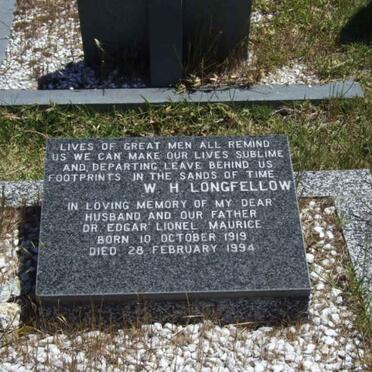 LIVES OF GREAT MEN ALL REMIND
US WE CAN MAKE OUR LIVES SUBLIME
AND, DEPARTING, LEAVE BEHIND US
FOOTPRINTS IN THE SANDS OF TIME
W. H. LONGFELLOW
IN LOVING MEMORY OF MY DEAR
HUSBAND AND OUR FATHER
DR EDGAR LIONEL MAURICE
BORN 10 OCTOBER 1919
DIED 28 FEBRUARY 1994